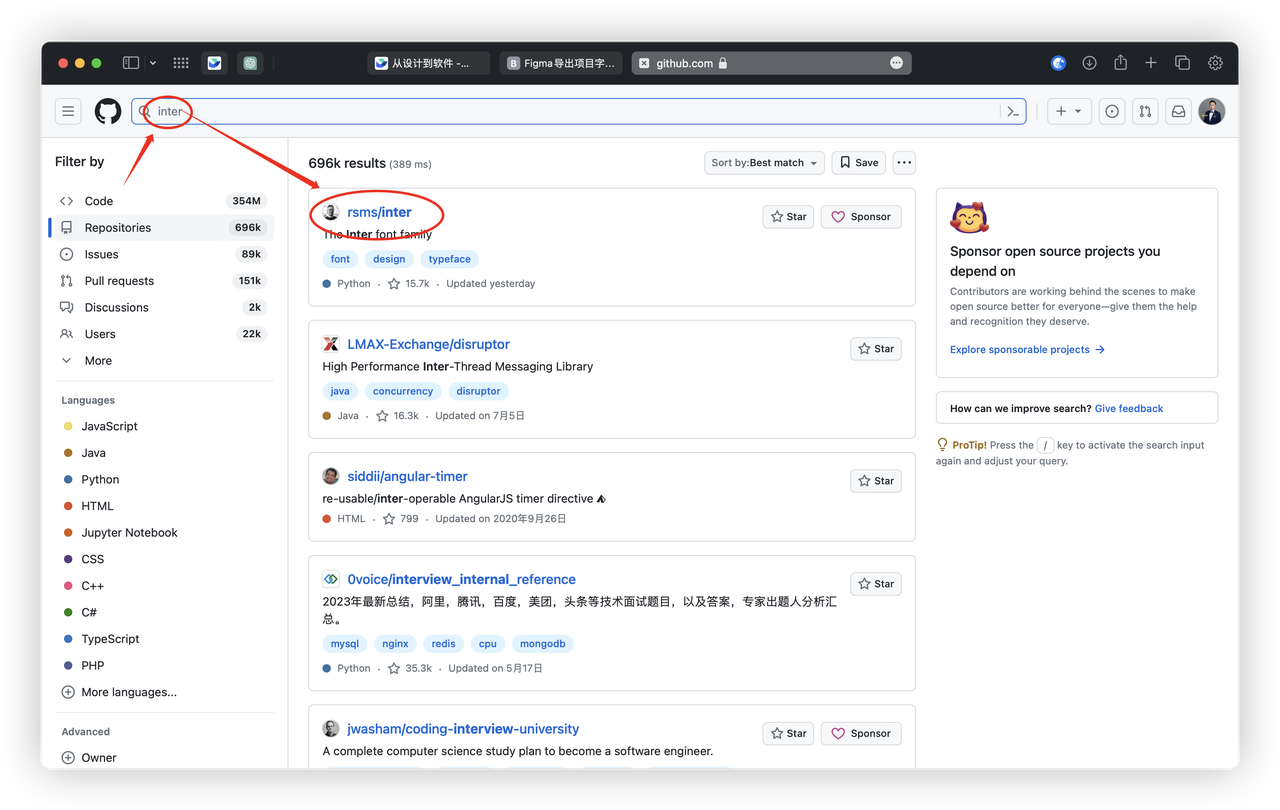 从设计到软件 -...
Figma导出项目字...
github.com
inter
Filter by
Code 354M
Repositories 696k
Issues 89k
Pull requests 151k
Discussions 2k
Users 22k
More
Languages
JavaScript
Java
Python
HTML
Jupyter Notebook
CSS
C++
C#
TypeScript
PHP
More languages...
Advanced
Owner
696k results (389 ms)
Sort by:Best match
Save
rsms/inter
Star
Sponsor
The Inter font family
font design typeface
Python · 15.7k · Updated yesterday
LMAX-Exchange/disruptor
Star
High Performance Inter-Thread Messaging Library
java concurrency disruptor
Java · 16.3k · Updated on 7月5日
siddii/angular-timer
Star
re-usable/inter-operable AngularJS timer directive
HTML · 799 · Updated on 2020年9月26日
0voice/interview_internal_reference
Star
2023年最新总结，阿里，腾讯，百度，美团，头条等技术面试题目，以及答案，专家出题人分析汇
总。
mysql nginx redis cpu mongodb
Python · 35.3k · Updated on 5月17日
jwasham/coding-interview-university
Star
Sponsor
A complete computer science study plan to become a software engineer.
Sponsor open source projects you
depend on
Contributors are working behind the scenes to make
open source better for everyone—give them the help
and recognition they deserve.
Explore sponsorable projects →
How can we improve search? Give feedback
ProTip! Press the / key to activate the search input
again and adjust your query.